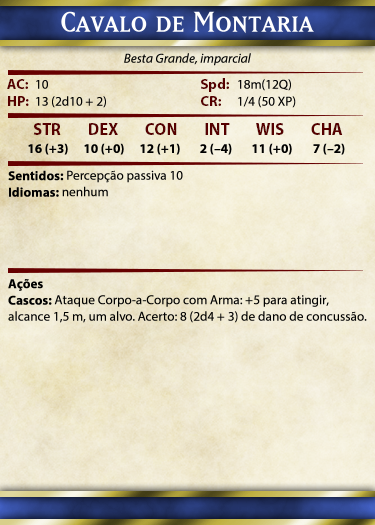 Cavalo de Montaria
Besta Grande, imparcial
AC: 10 Spd: 18m(12Q)
HP: 13 (2d10 + 2) CR: 1/4 (50 XP)
STR DEX CON INT WIS CHA
16 (+3) 10 (+0) 12 (+1) 2 (–4) 11 (+0) 7 (–2)
Sentidos: Percepção passiva 10
Idiomas: nenhum
Ações
Cascos: Ataque Corpo-a-Corpo com Arma: +5 para atingir,
alcance 1,5 m, um alvo. Acerto: 8 (2d4 + 3) de dano de concussão.